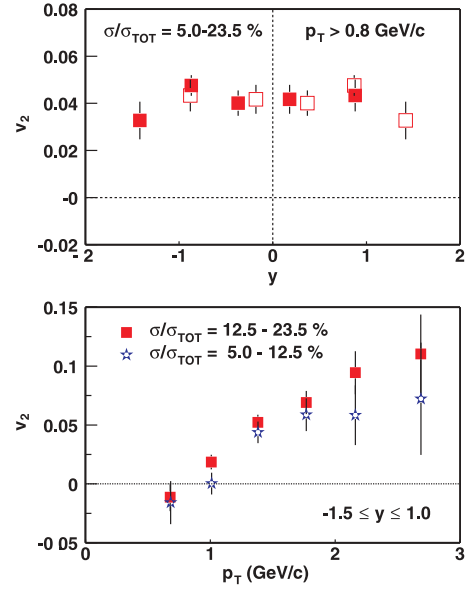 0.08
σ/σTOT = 5.0-23.5 %
pT > 0.8 GeV/c
0.06
0.04
v2
0.02
-0
-0.02
-2
-1
0
1
2
y
0.15
σ/σTOT = 12.5 - 23.5 %
σ/σTOT = 5.0 - 12.5 %
0.1
v2
0.05
0
-1.5 ≤ y ≤ 1.0
-0.05
0
1
2
3
pT (GeV/c)